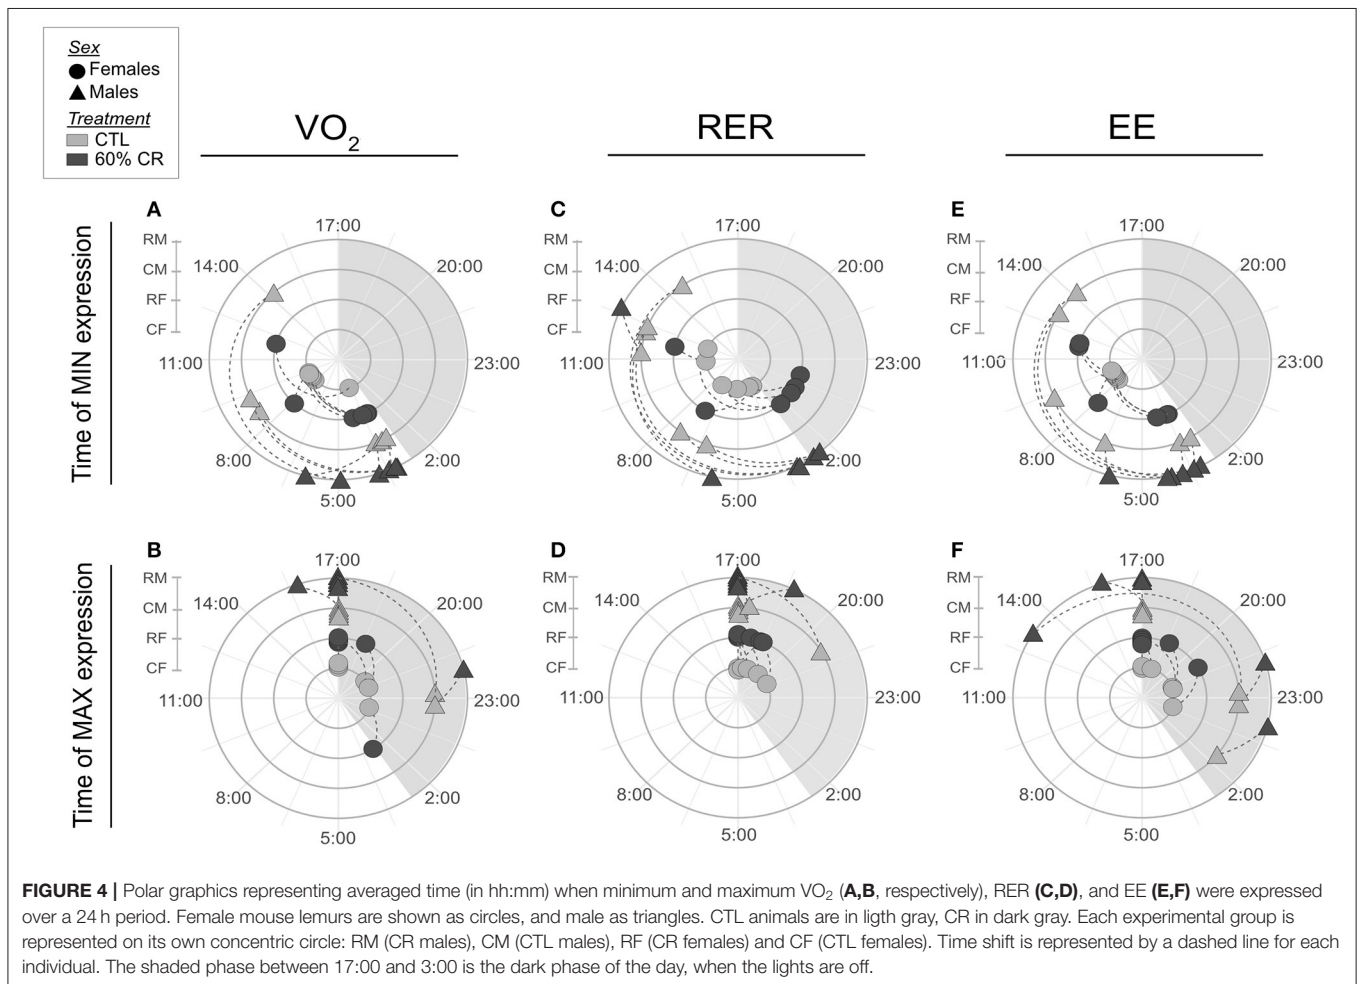 Sex
Females
Males
Treatment
CTL
60% CR
VO2
RER
EE
Time of MIN expression
A
17:00
RM
CM
RF
CF
14:00
20:00
11:00
23:00
8:00
2:00
5:00
C
17:00
RM
CM
RF
CF
14:00
20:00
11:00
23:00
8:00
2:00
5:00
E
17:00
RM
CM
RF
CF
14:00
20:00
11:00
23:00
8:00
2:00
5:00
Time of MAX expression
B
17:00
RM
CM
RF
CF
14:00
20:00
11:00
23:00
8:00
2:00
5:00
D
17:00
RM
CM
RF
CF
14:00
20:00
11:00
23:00
8:00
2:00
5:00
F
17:00
RM
CM
RF
CF
14:00
20:00
11:00
23:00
8:00
2:00
5:00
FIGURE 4 | Polar graphics representing averaged time (in hh:mm) when minimum and maximum VO2 (A,B, respectively), RER (C,D), and EE (E,F) were expressed
over a 24 h period. Female mouse lemurs are shown as circles, and male as triangles. CTL animals are in ligth gray, CR in dark gray. Each experimental group is
represented on its own concentric circle: RM (CR males), CM (CTL males), RF (CR females) and CF (CTL females). Time shift is represented by a dashed line for each
individual. The shaded phase between 17:00 and 3:00 is the dark phase of the day, when the lights are off.